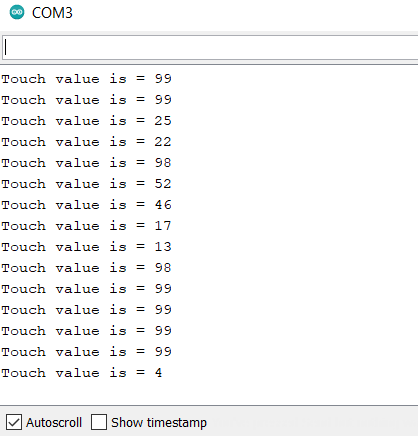 COM3
Touch value is = 99
Touch value is = 99
Touch value is = 25
Touch value is = 22
Touch value is = 98
Touch value is = 52
Touch value is = 46
Touch value is = 17
Touch value is = 13
Touch value is = 98
Touch value is = 99
Touch value is = 99
Touch value is = 99
Touch value is = 99
Touch value is = 4
Autoscroll Show timestamp